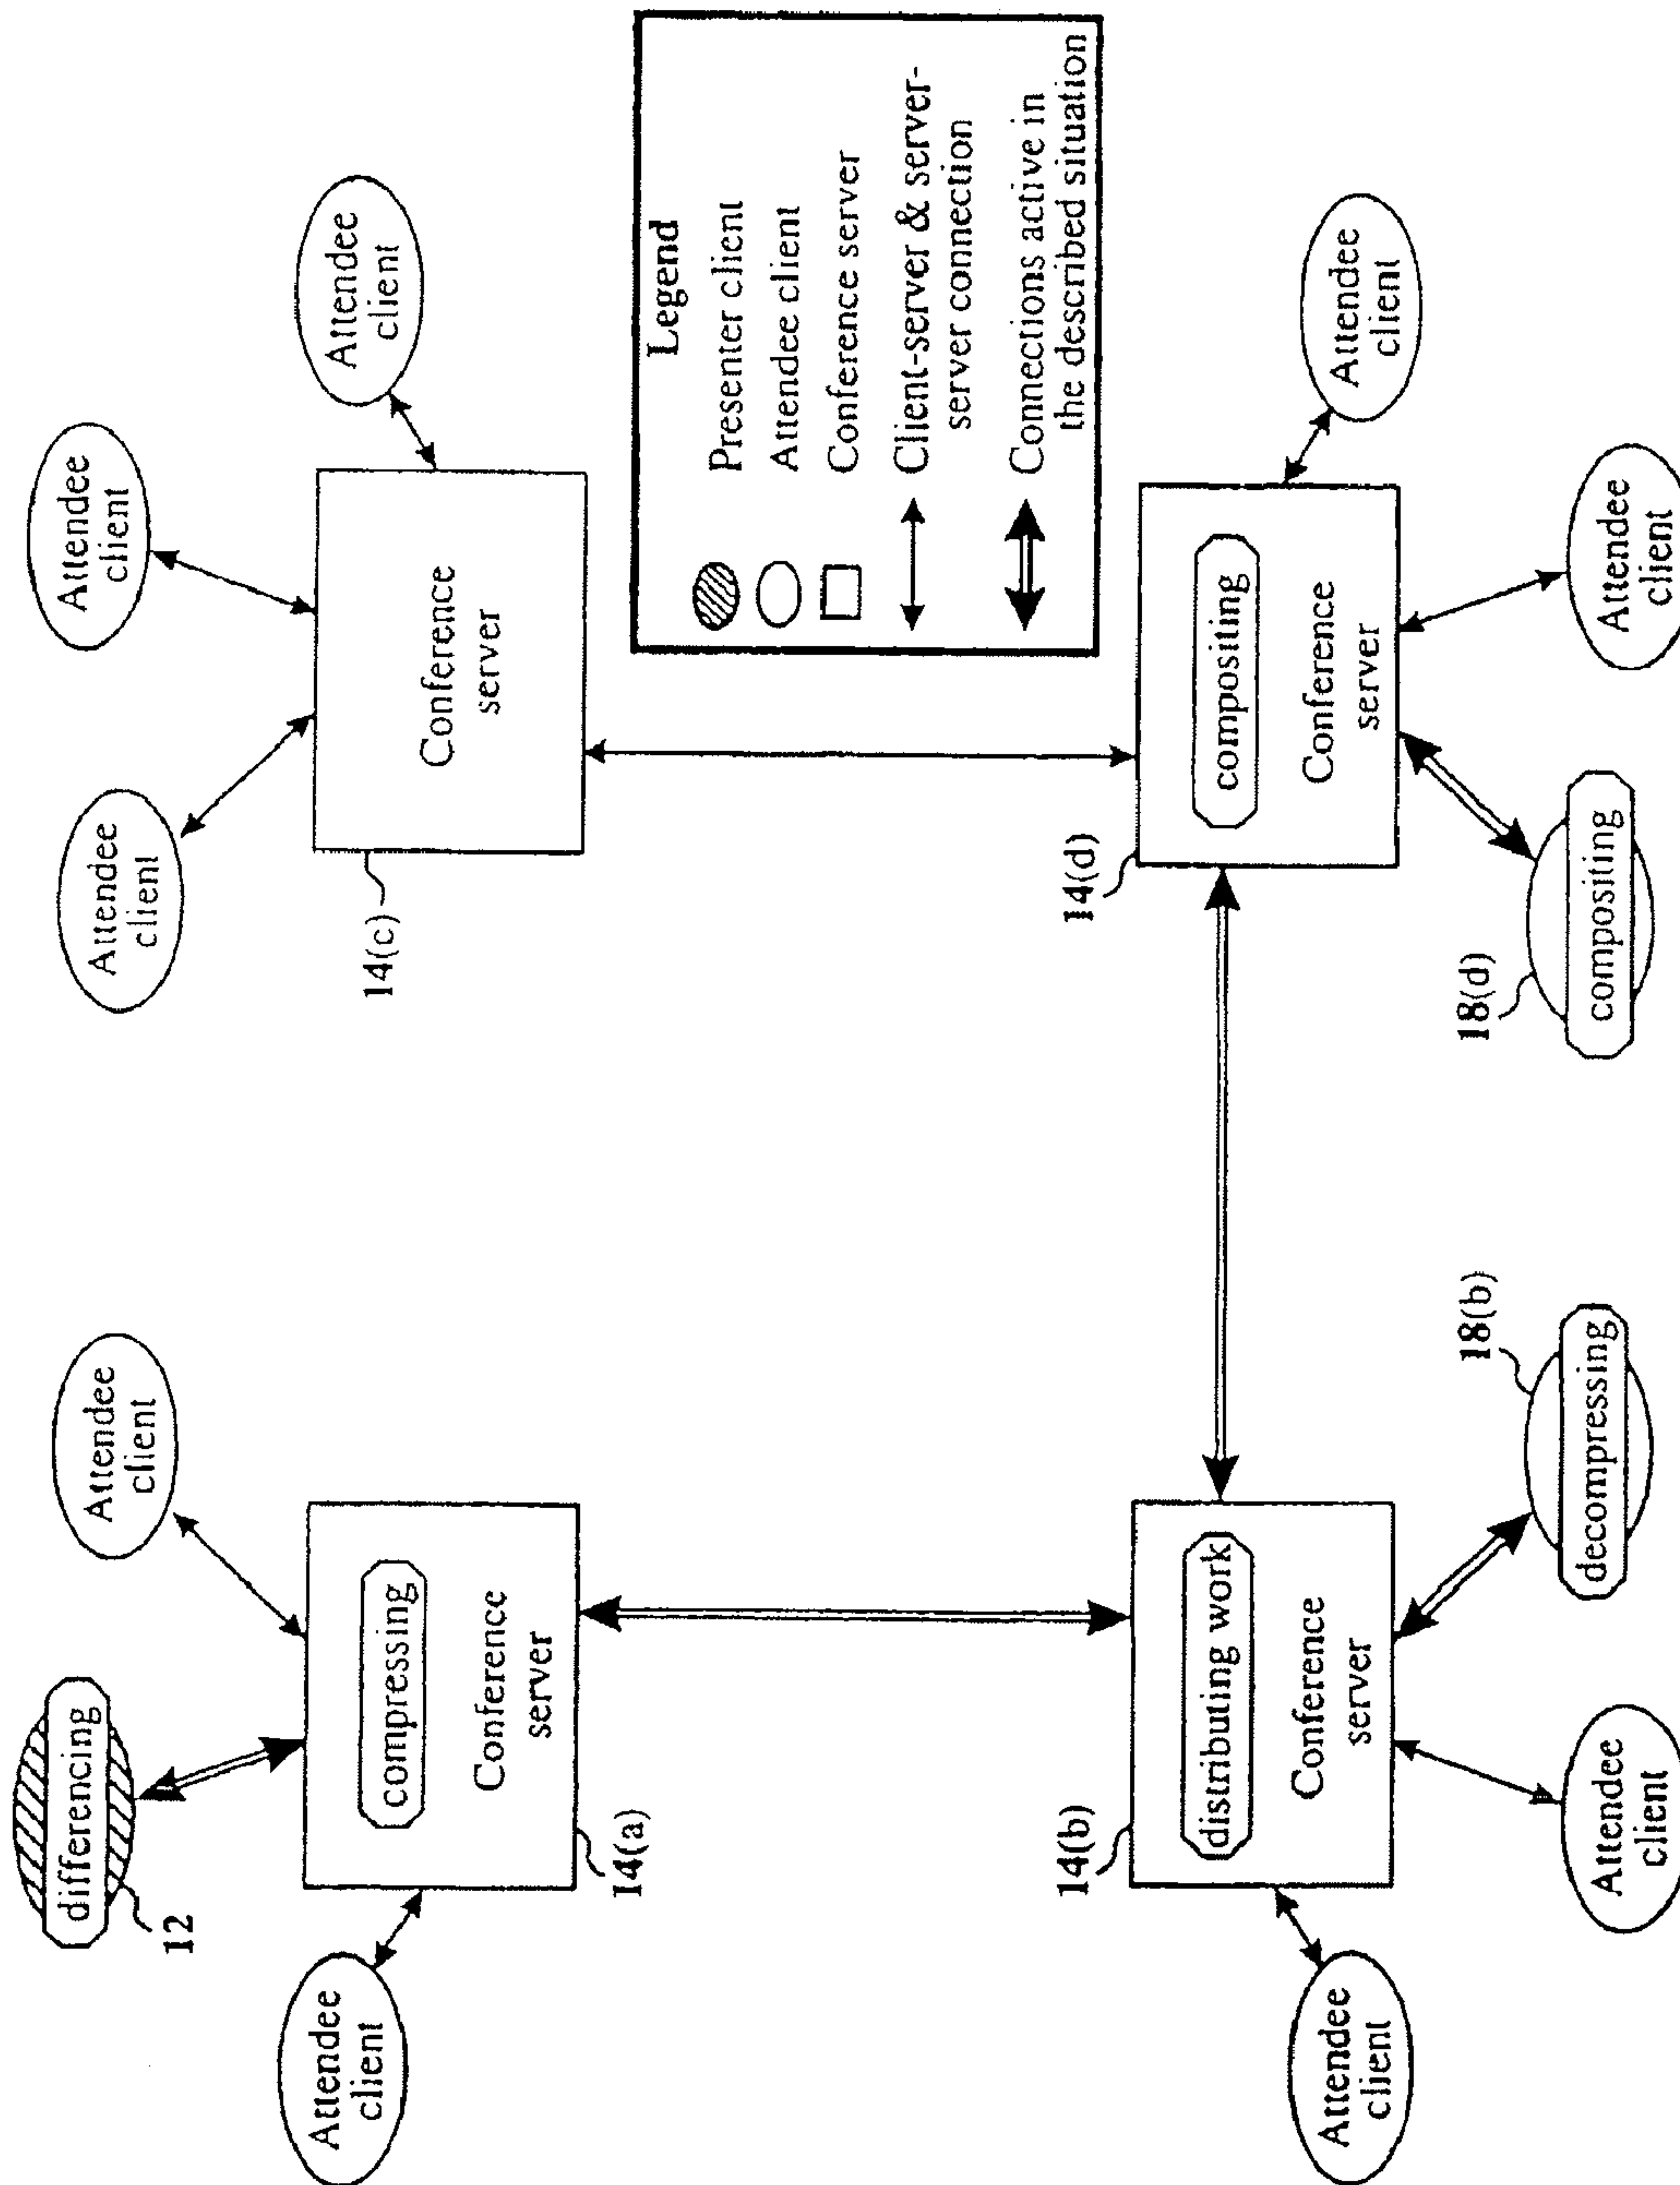 differencing
12
Attendee
client
Attendee
client
compressing
Conference
server
14(a)
Attendee
client
Attendee
client
Attendee
client
Conference
server
14(c)
Legend
Presenter client
Attendee client
Conference server
Client-server & server-
server connection
Connections active in
the described situation
distributing work
Conference
server
14(b)
Attendee
client
Attendee
client
decompressing
18(b)
compositing
Conference
server
14(d)
compositing
18(d)
Attendee
client
Attendee
client